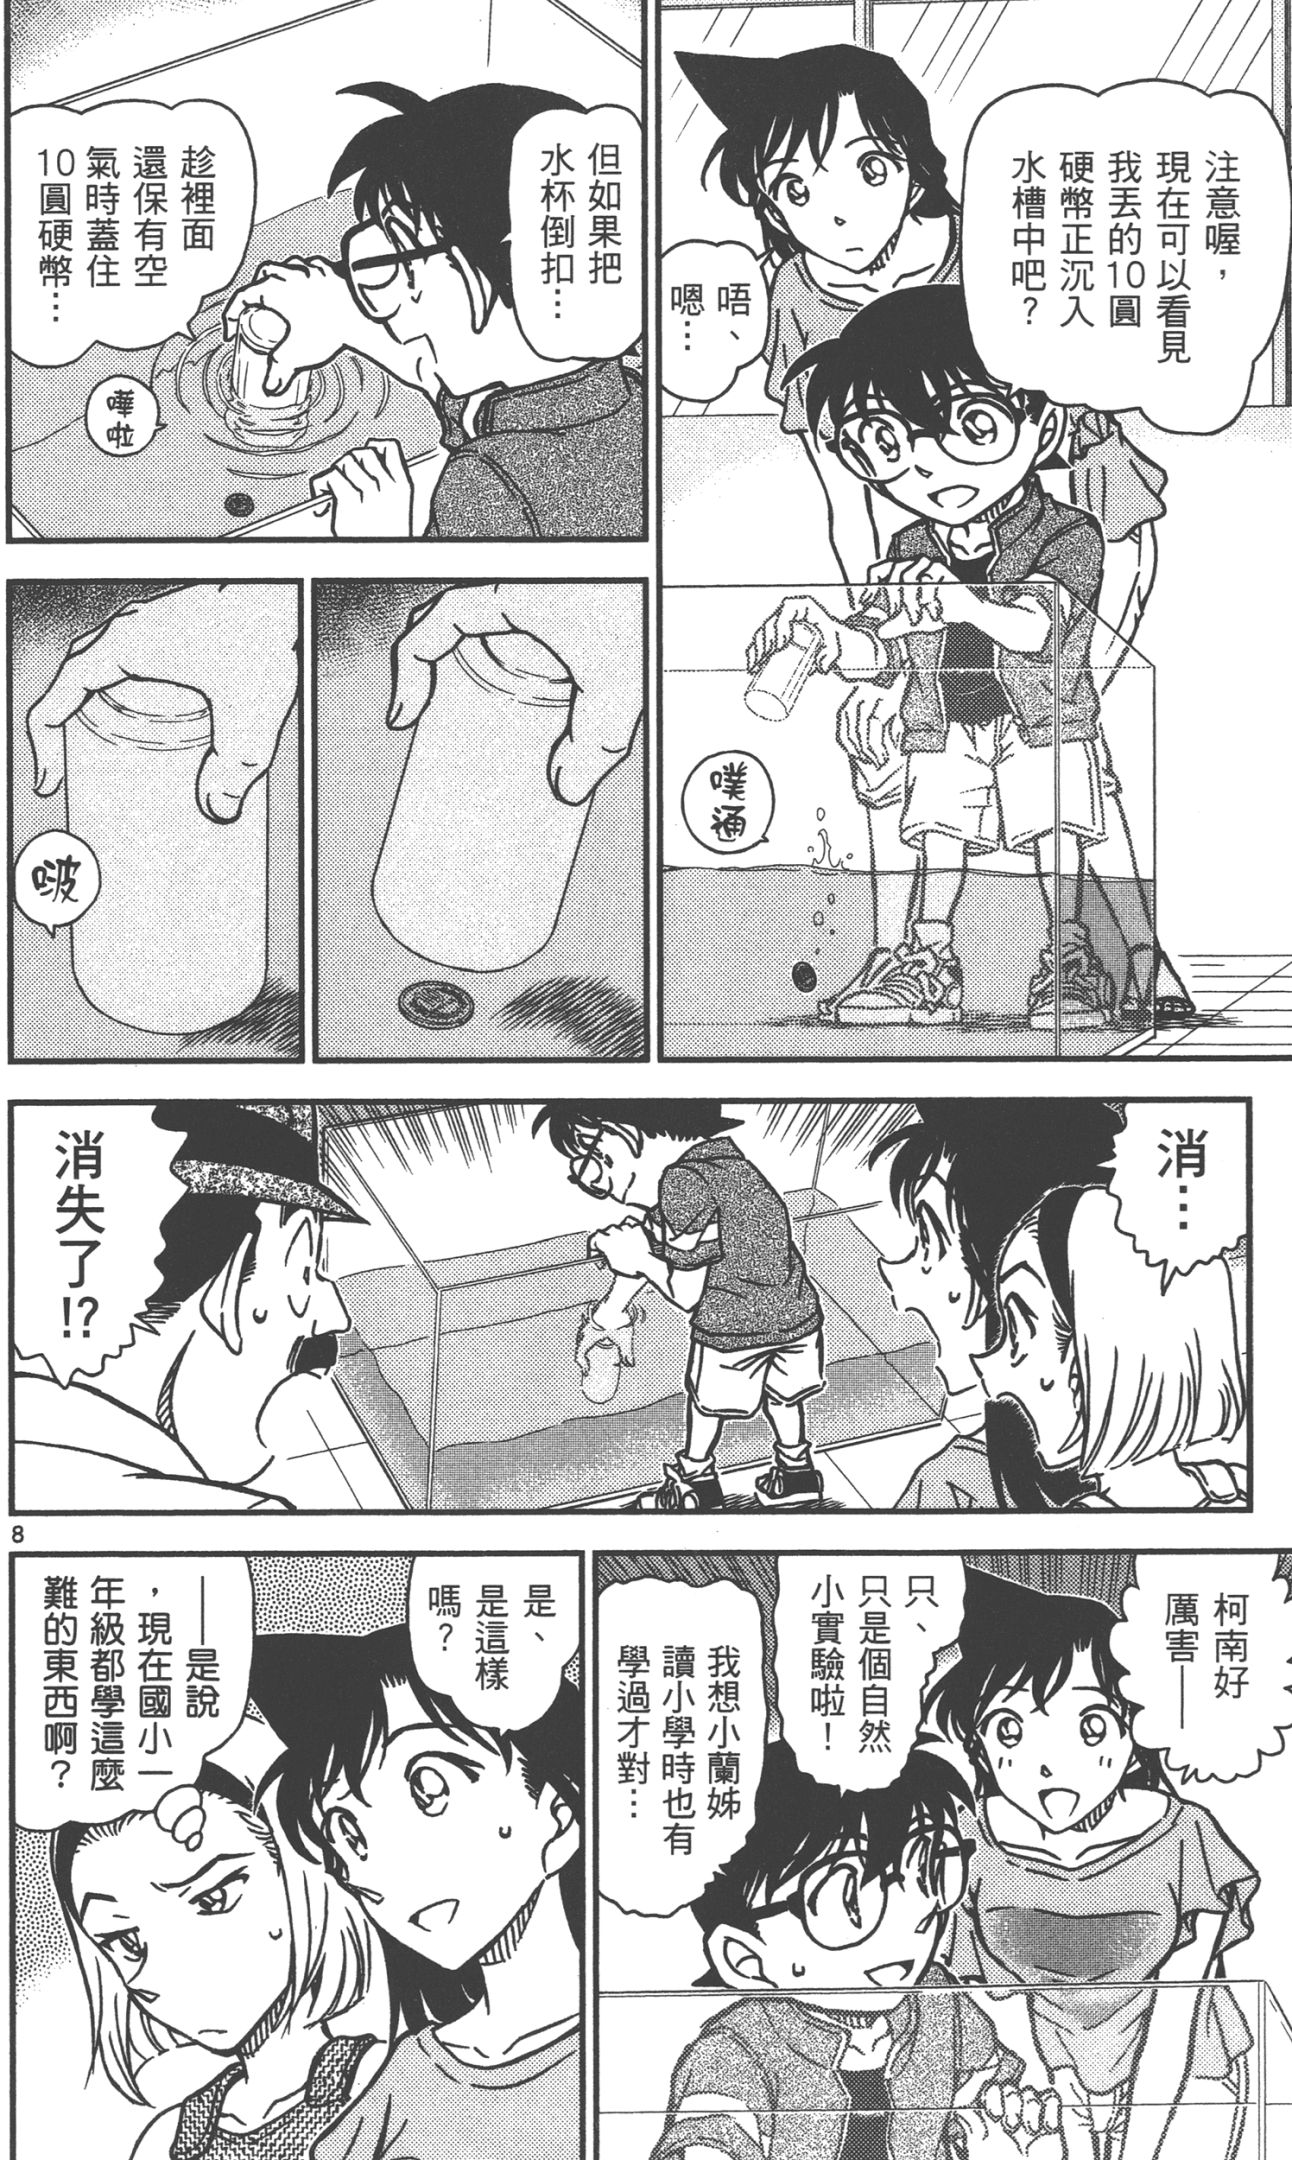 注意喔，
現在可以看見
我丟的10圓
硬幣正沉入
水槽中吧？
唔、
嗯…
噗通
但如果把
水杯倒扣…
趁裡面
還保有空
氣時蓋住
10圓硬幣…
嘩啦
啵
消…
消失了!?
8
柯南好
厲害——
只、
只是個自然
小實驗啦！
我想小蘭姊
讀小學時也有
學過才對…
是、
是這樣
嗎？
——是說
，現在國小一
年級都學這麼
難的東西啊？